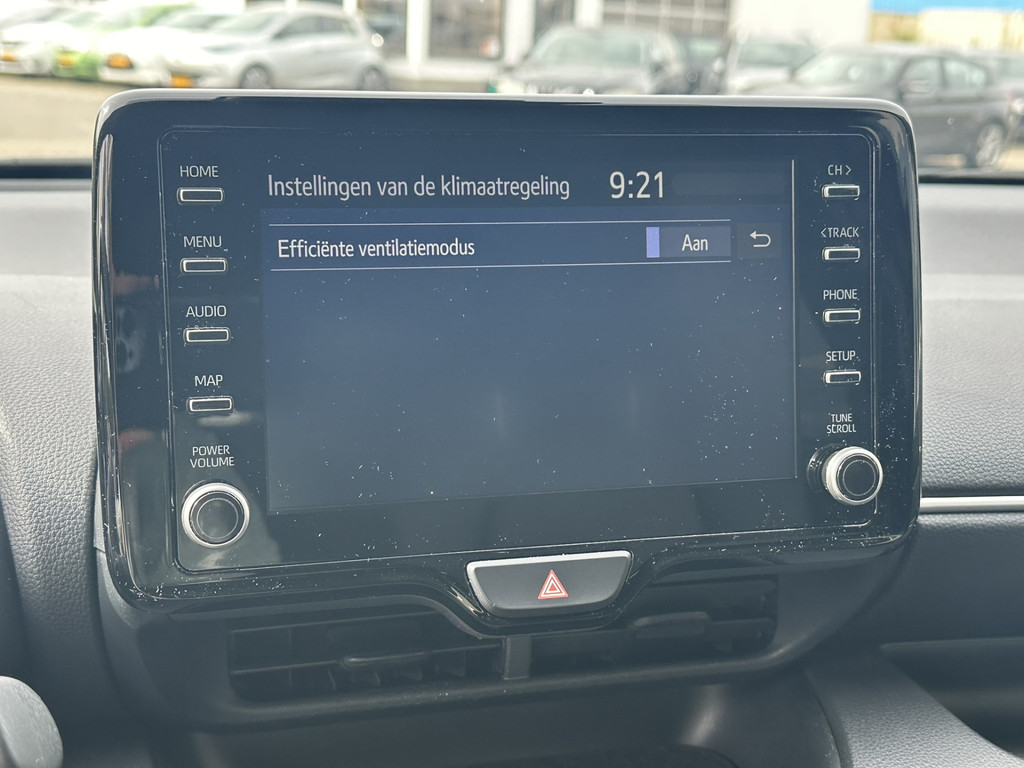 HOME
MENU
AUDIO
MAP
POWER
VOLUME
Instellingen van de klimaatregeling 9:21
Efficiënte ventilatiemodus Aan
CH >
< TRACK
PHONE
SETUP
TUNE
SCROLL